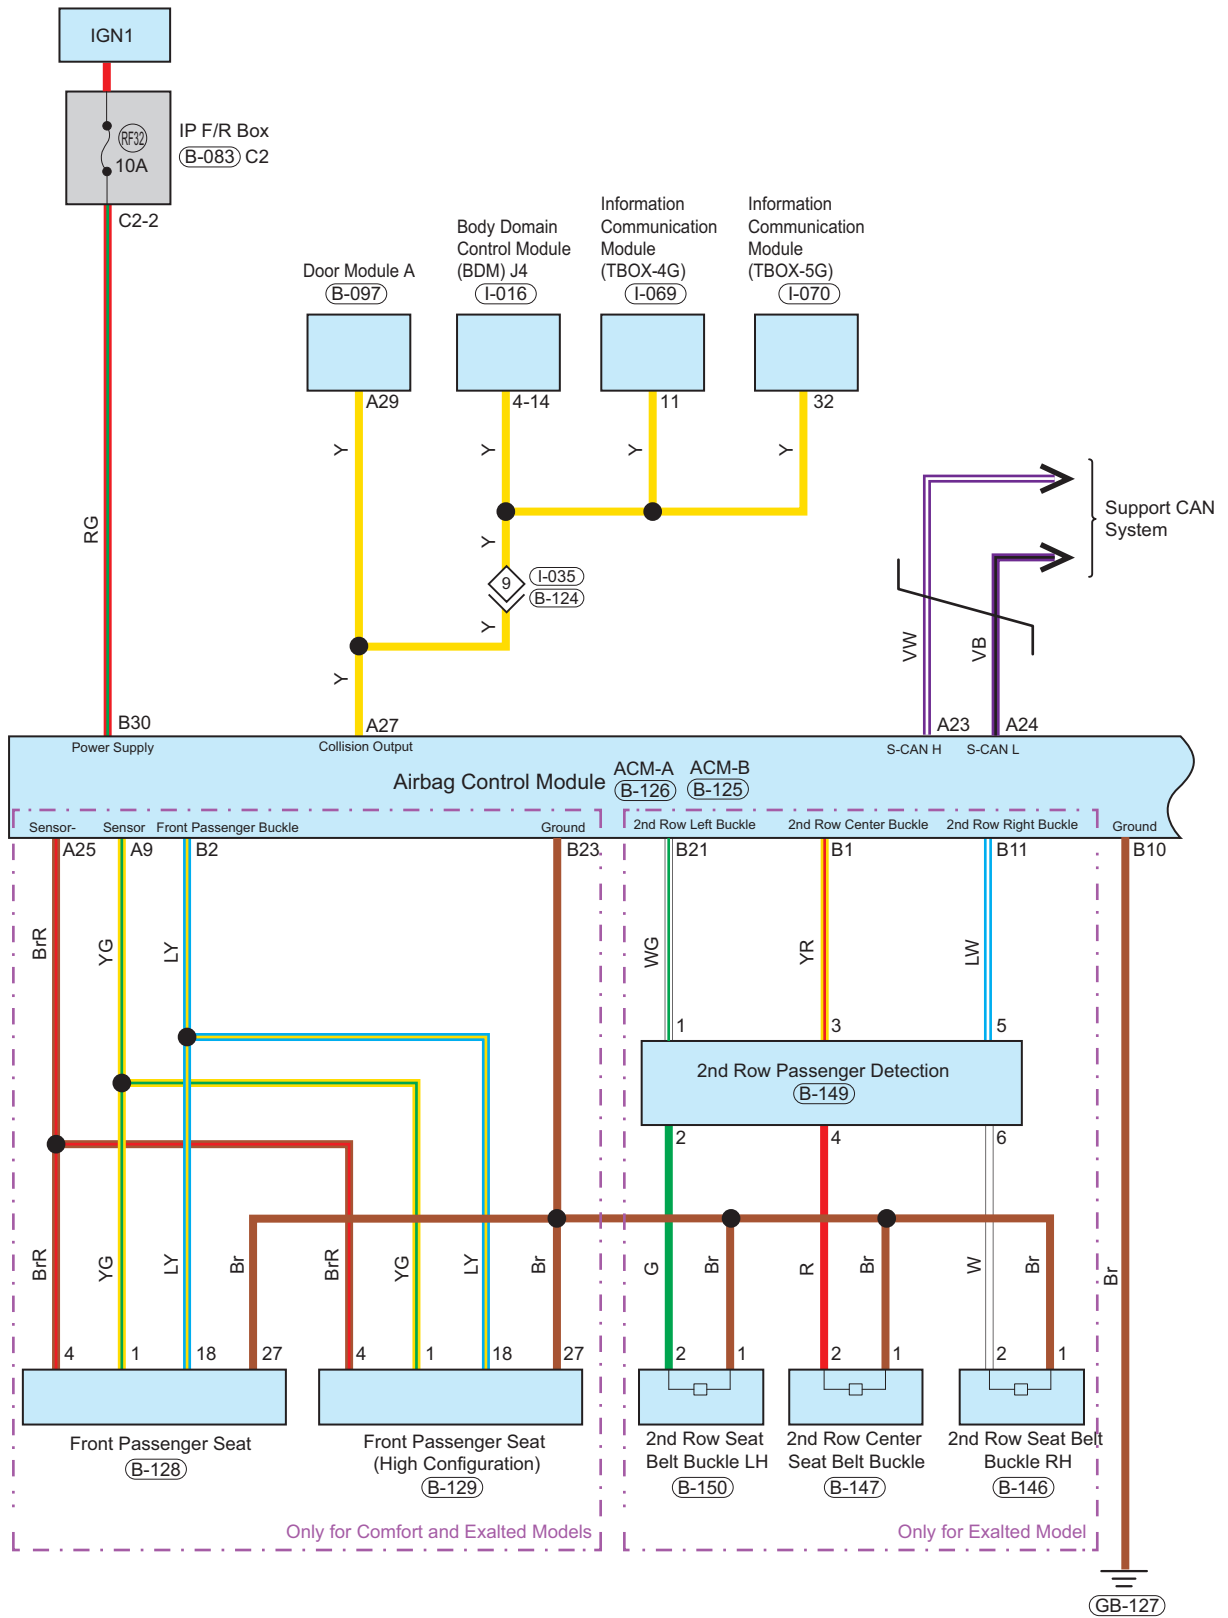 IGN1
RF32
10A
IP F/R Box
B-083 C2
C2-2
RG
Door Module A
B-097
A29
Y
Body Domain
Control Module
(BDM) J4
I-016
4-14
Y
Information
Communication
Module
(TBOX-4G)
I-069
11
Y
Information
Communication
Module
(TBOX-5G)
I-070
32
Y
Y
9
I-035
B-124
Y
Y
Support CAN
System
VW
VB
B30
A27
A23
A24
Power Supply
Collision Output
S-CAN H
S-CAN L
Airbag Control Module
ACM-A
B-126
ACM-B
B-125
Sensor-
Sensor
Front Passenger Buckle
Ground
2nd Row Left Buckle
2nd Row Center Buckle
2nd Row Right Buckle
Ground
A25
A9
B2
B23
B21
B1
B11
B10
BrR
YG
LY
WG
YR
LW
1
3
5
2nd Row Passenger Detection
B-149
2
4
6
BrR
YG
LY
Br
BrR
YG
LY
Br
G
Br
R
Br
W
Br
Br
4
1
18
27
4
1
18
27
2
1
2
1
2
1
Front Passenger Seat
B-128
Front Passenger Seat
(High Configuration)
B-129
2nd Row Seat
Belt Buckle LH
B-150
2nd Row Center
Seat Belt Buckle
B-147
2nd Row Seat Belt
Buckle RH
B-146
Only for Comfort and Exalted Models
Only for Exalted Model
GB-127